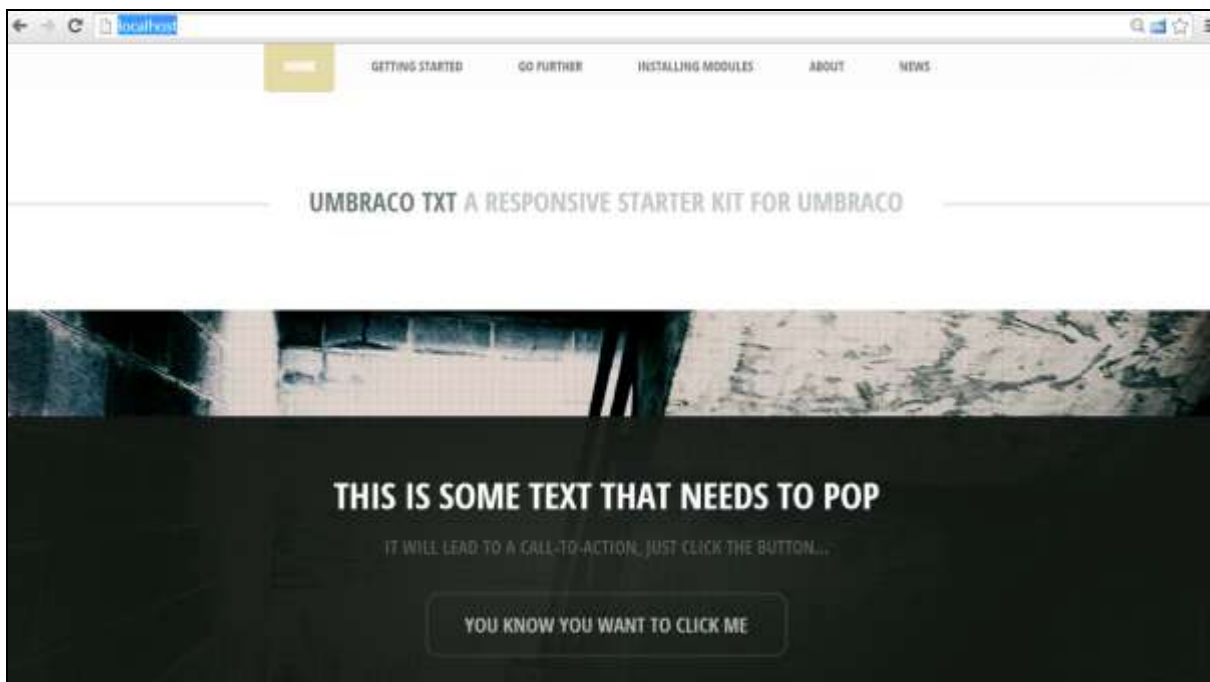 localhost
GETTING STARTED GO FURTHER INSTALLING MODULES ABOUT NEWS
UMBRACO TXT A RESPONSIVE STARTER KIT FOR UMBRACO
THIS IS SOME TEXT THAT NEEDS TO POP
IT WILL LEAD TO A CALL-TO-ACTION, JUST CLICK THE BUTTON...
YOU KNOW YOU WANT TO CLICK ME